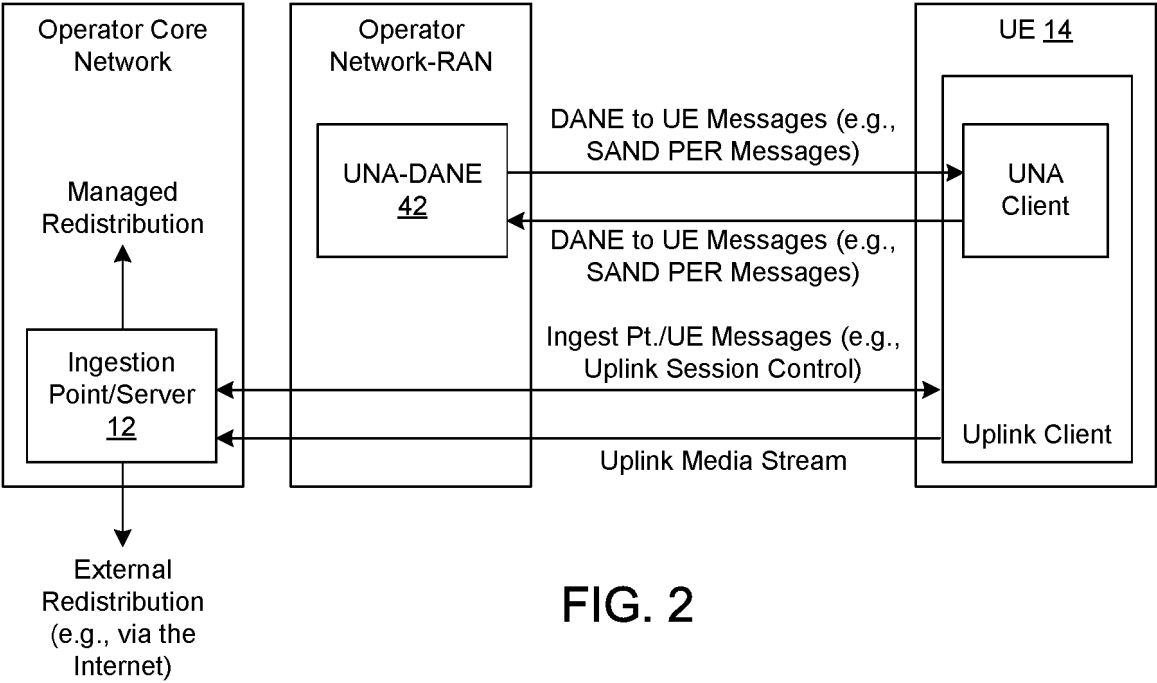 Operator Core
Network
Managed
Redistribution
Ingestion
Point/Server
12
External
Redistribution
(e.g., via the
Internet)
Operator
Network-RAN
UNA-DANE
42
DANE to UE Messages (e.g.,
SAND PER Messages)
DANE to UE Messages (e.g.,
SAND PER Messages)
Ingest Pt./UE Messages (e.g.,
Uplink Session Control)
Uplink Media Stream
UE 14
UNA
Client
Uplink Client
FIG. 2